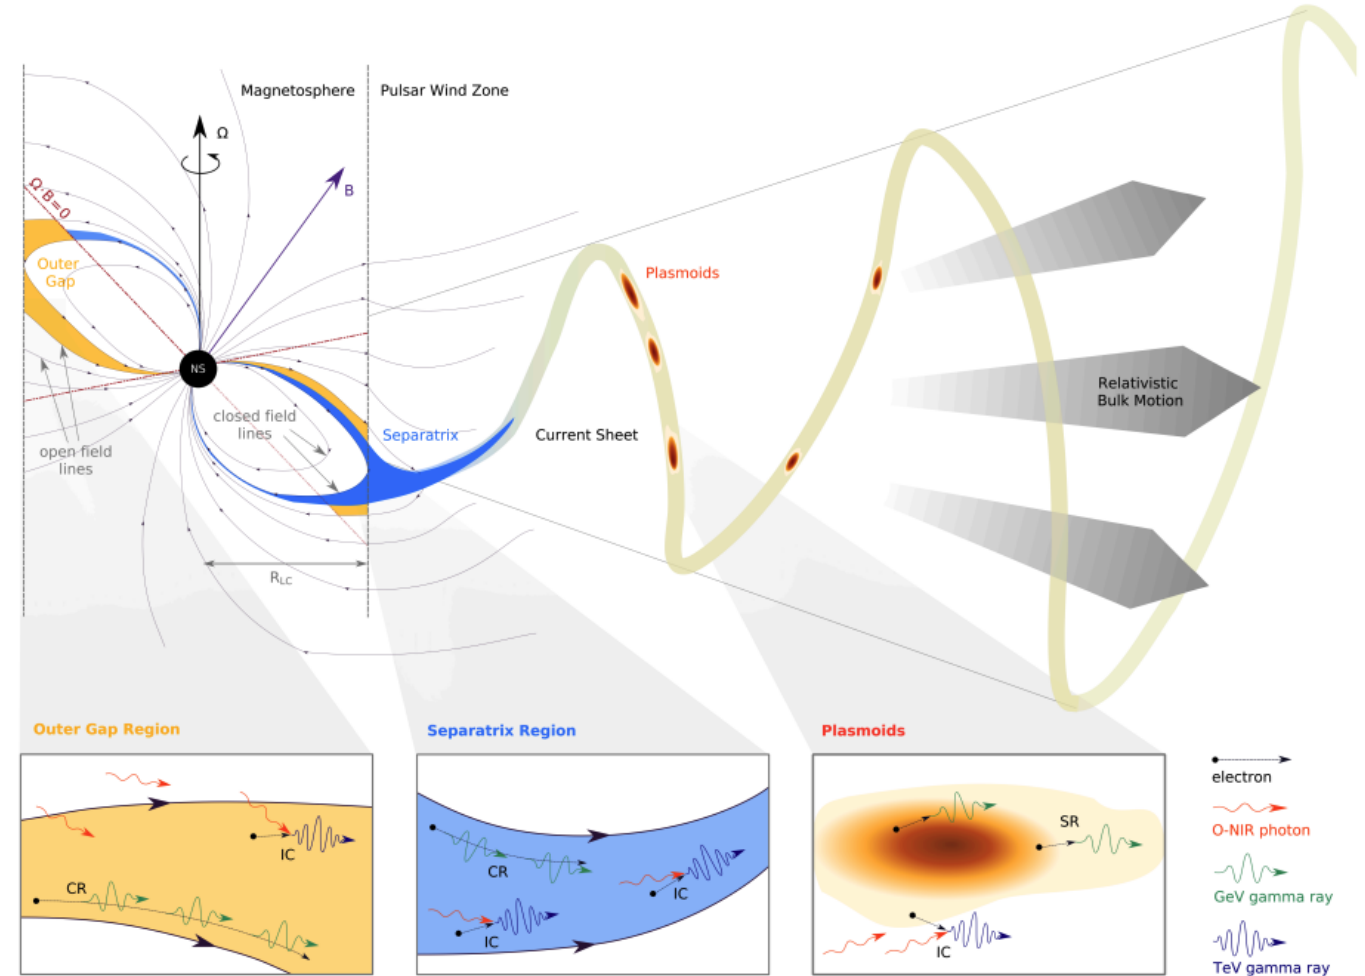 Magnetosphere
Pulsar Wind Zone
Ω
B
Ω·B=0
Outer
Gap
NS
Plasmoids
Relativistic
Bulk Motion
closed field
lines
Separatrix
Current Sheet
open field
lines
R_LC
Outer Gap Region
Separatrix Region
Plasmoids
IC
CR
CR
IC
IC
SR
IC
electron
O-NIR photon
GeV gamma ray
TeV gamma ray